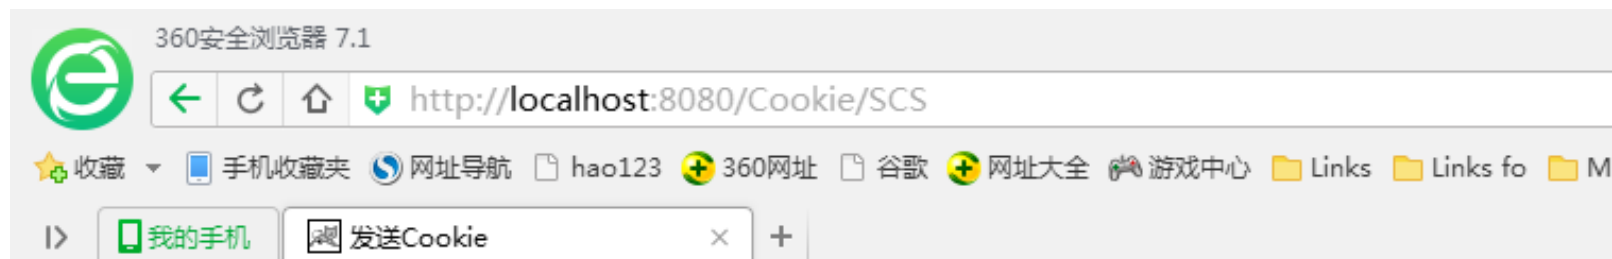 360安全浏览器 7.1
http://localhost:8080/Cookie/SCS
收藏 手机收藏夹 网址导航 hao123 360网址 谷歌 网址大全 游戏中心 Links Links fo M
我的手机 发送Cookie